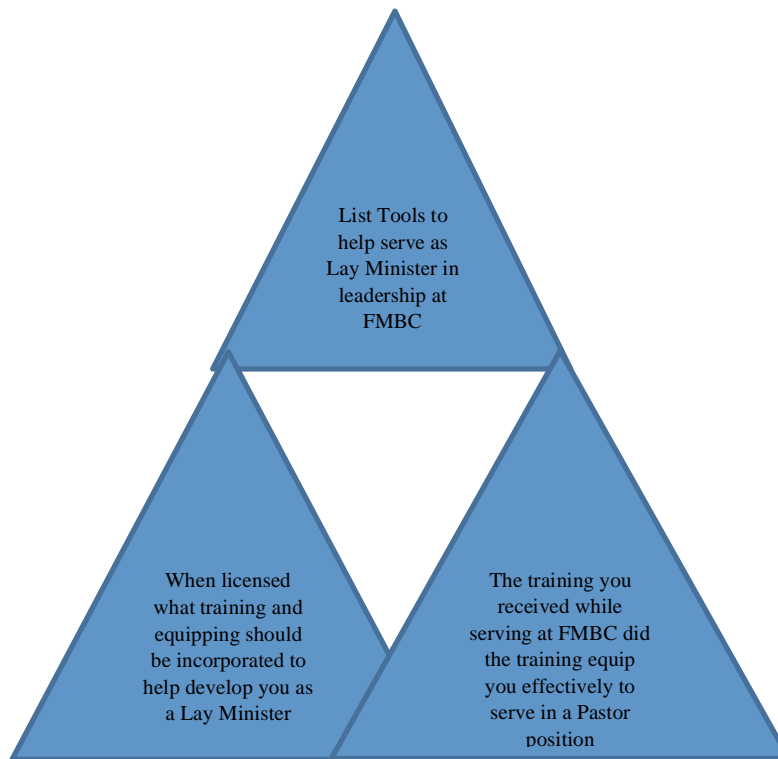 List Tools to
help serve as
Lay Minister in
leadership at
FMBC
When licensed
what training and
equipping should
be incorporated to
help develop you as
a Lay Minister
The training you
received while
serving at FMBC did
the training equip
you effectively to
serve in a Pastor
position